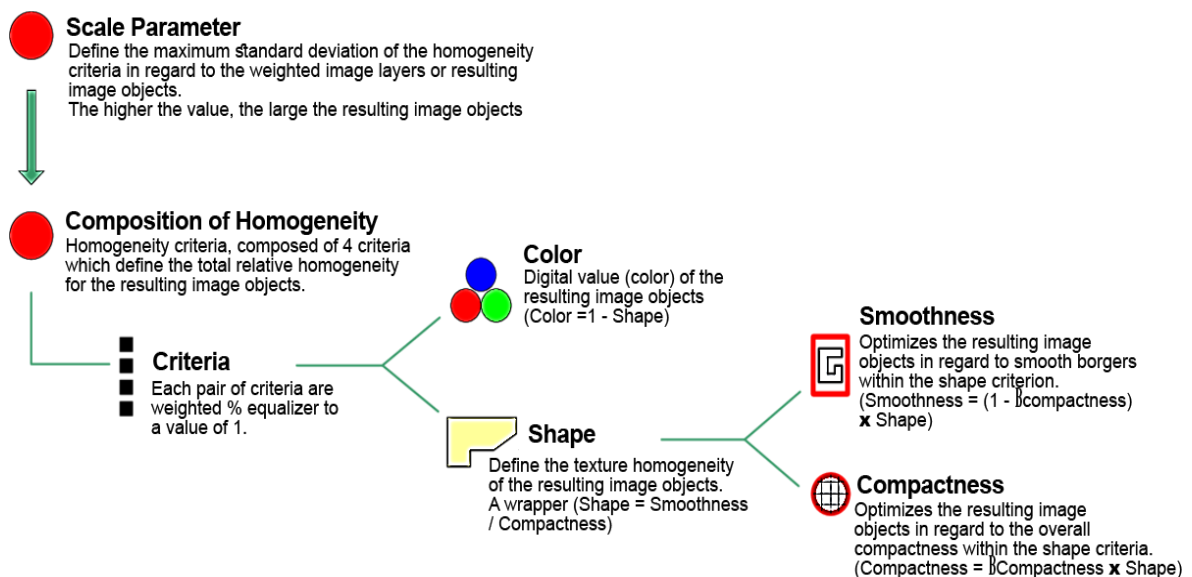 Scale Parameter
Define the maximum standard deviation of the homogeneity
criteria in regard to the weighted image layers or resulting
image objects.
The higher the value, the large the resulting image objects
Composition of Homogeneity
Homogeneity criteria, composed of 4 criteria
which define the total relative homogeneity
for the resulting image objects.
Criteria
Each pair of criteria are
weighted % equalizer to
a value of 1.
Color
Digital value (color) of the
resulting image objects
(Color =1 - Shape)
Shape
Define the texture homogeneity
of the resulting image objects.
A wrapper (Shape = Smoothness
/ Compactness)
Smoothness
Optimizes the resulting image
objects in regard to smooth borgers
within the shape criterion.
(Smoothness = (1 - βcompactness)
x Shape)
Compactness
Optimizes the resulting image
objects in regard to the overall
compactness within the shape criteria.
(Compactness = βCompactness x Shape)